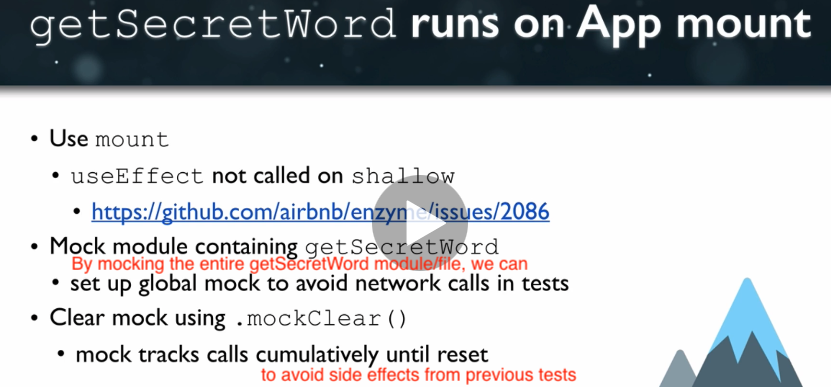 getSecretWord runs on App mount
• Use mount
• useEffect not called on shallow
• https://github.com/airbnb/enzyme/issues/2086
• Mock module containing getSecretWord
By mocking the entire getSecretWord module/file, we can
• set up global mock to avoid network calls in tests
• Clear mock using .mockClear()
• mock tracks calls cumulatively until reset
to avoid side effects from previous tests